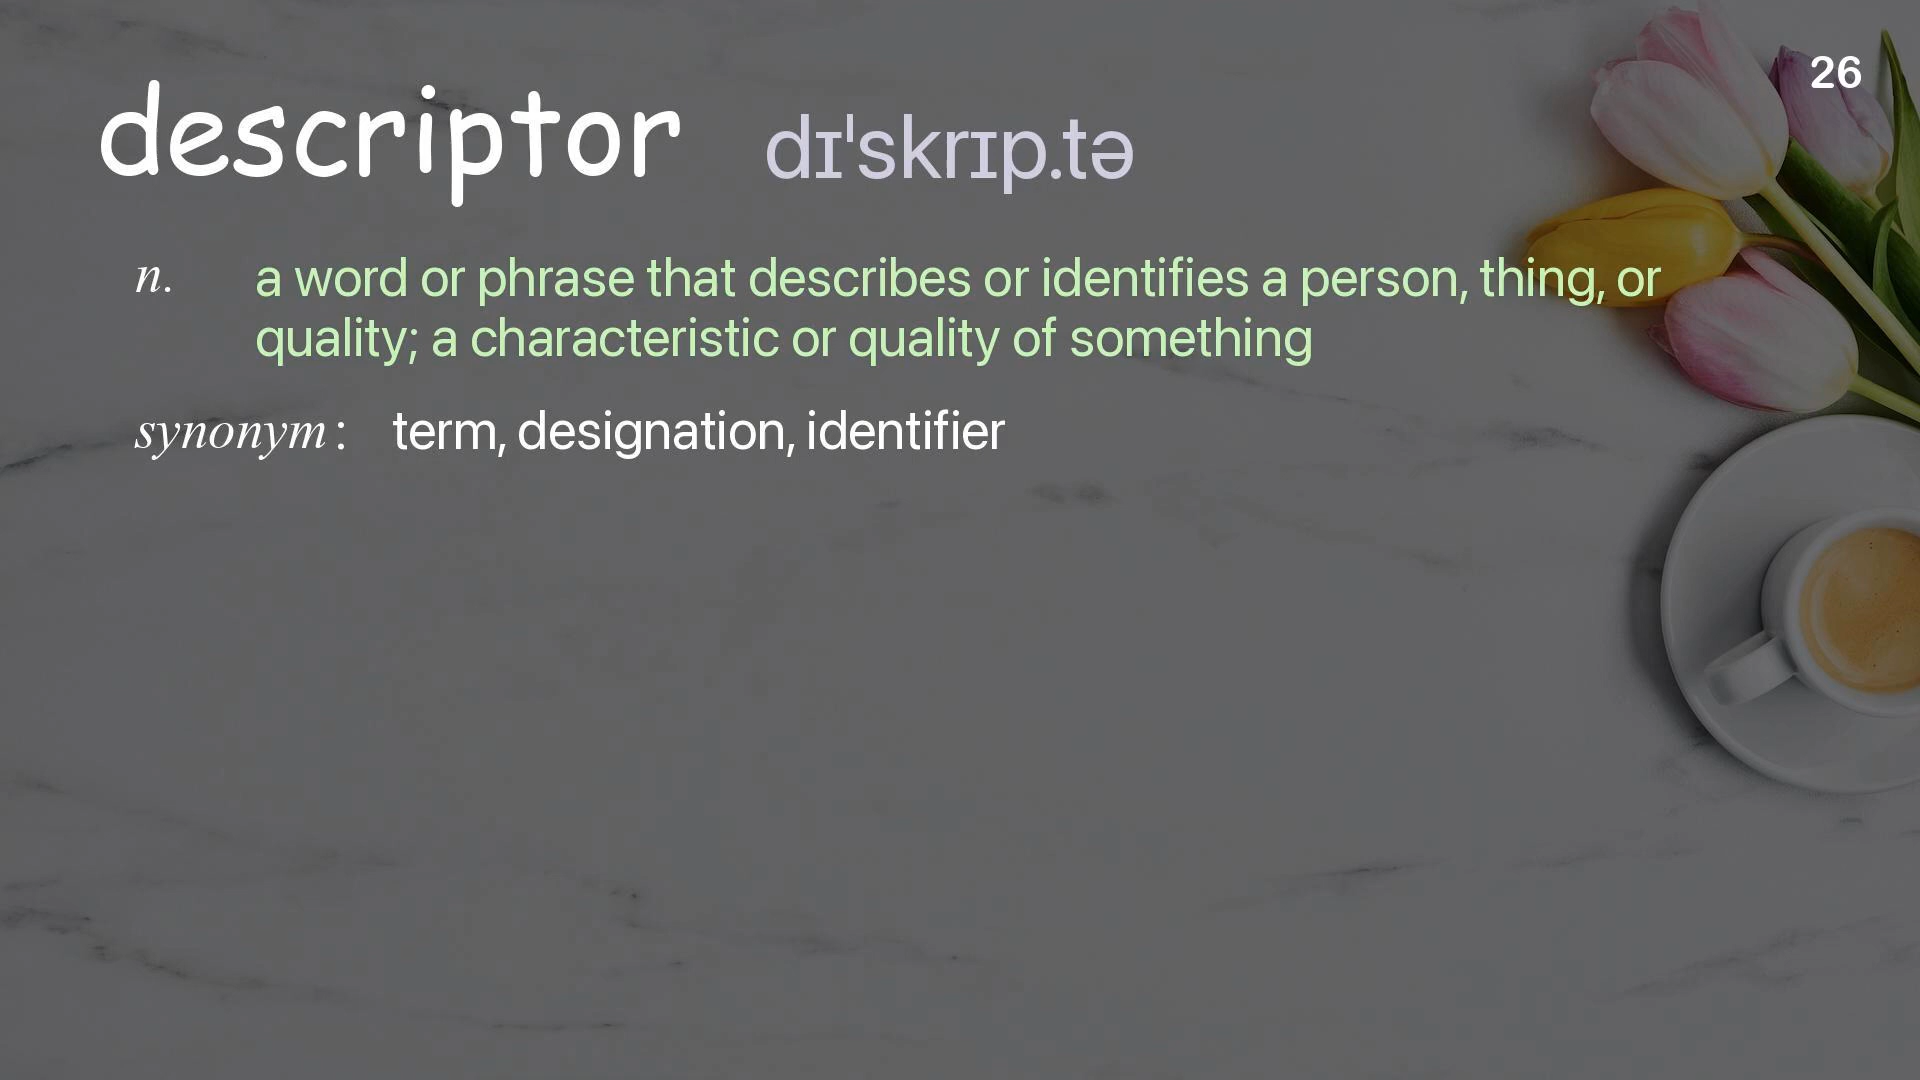 26
descriptor dɪˈskrɪp.tə
n. a word or phrase that describes or identifies a person, thing, or
quality; a characteristic or quality of something
synonym: term, designation, identifier